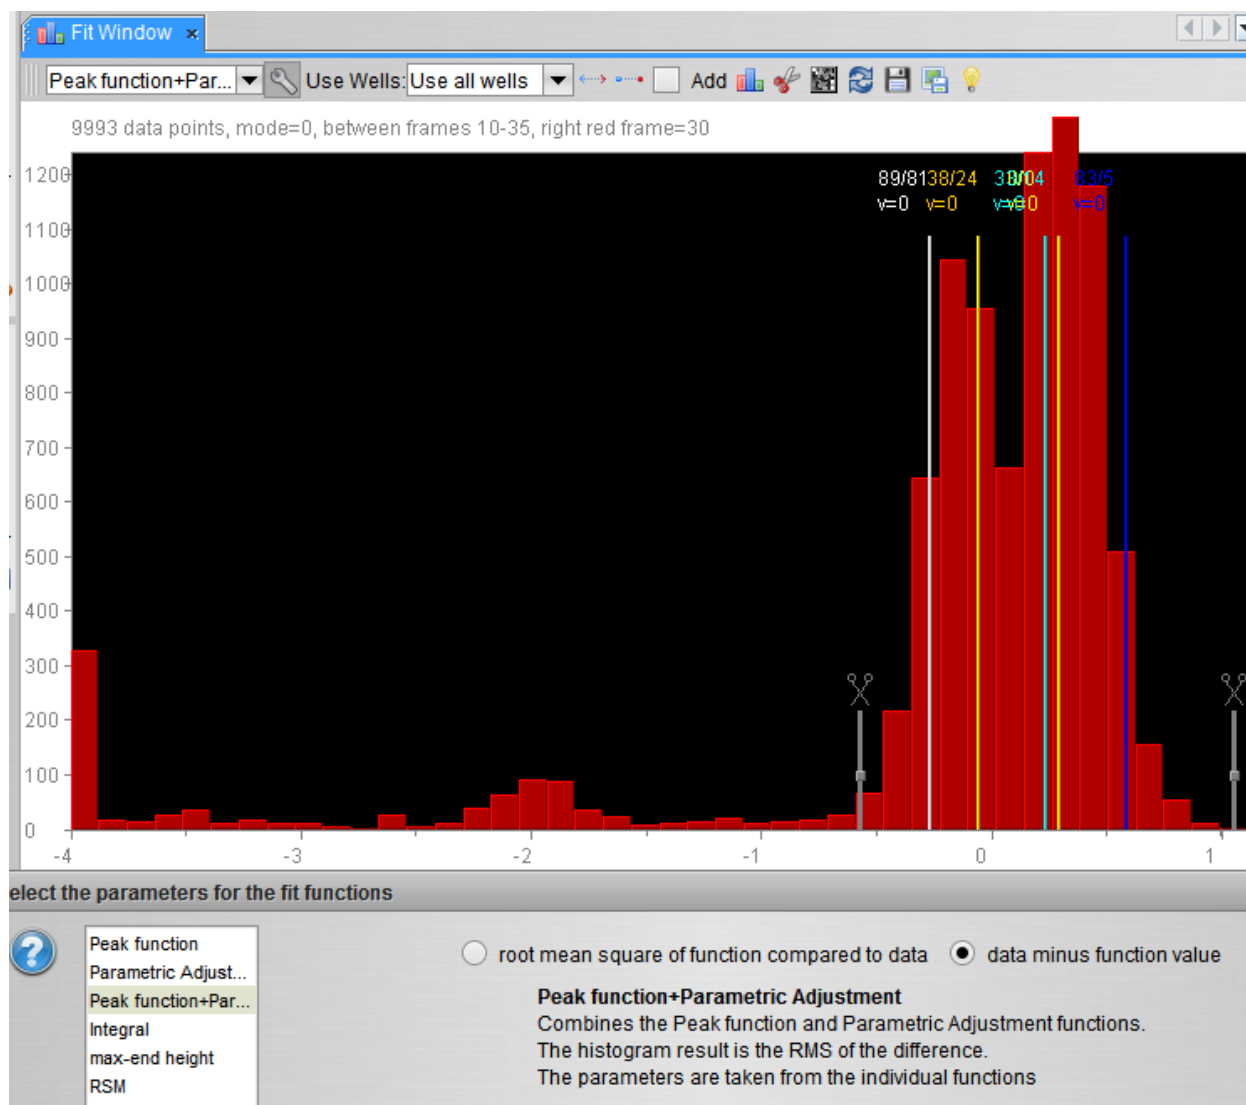 Fit Window
Peak function+Par... Use Wells: Use all wells Add
9993 data points, mode=0, between frames 10-35, right red frame=30
89/81 38/24 83/5
v=0 v=0 v=0 v=0
1200
1100
1000
900
800
700
600
500
400
300
200
100
0
-4 -3 -2 -1 0 1
elect the parameters for the fit functions
Peak function
Parametric Adjust...
Peak function+Par...
Integral
max-end height
RSM
root mean square of function compared to data data minus function value
Peak function+Parametric Adjustment
Combines the Peak function and Parametric Adjustment functions.
The histogram result is the RMS of the difference.
The parameters are taken from the individual functions